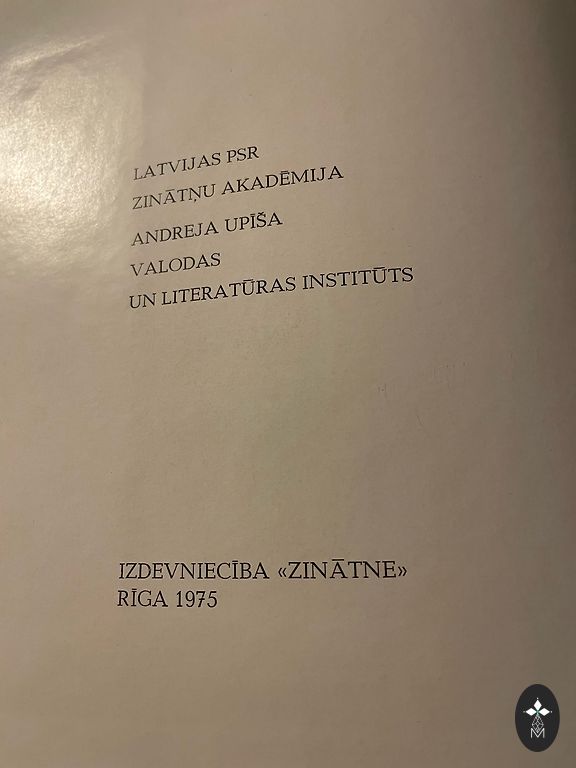 LATVIJAS PSR
ZINĀTŅU AKADĒMIJA
ANDREJA UPĪŠA
VALODAS
UN LITERATŪRAS INSTITŪTS
IZDEVNIECĪBA «ZINĀTNE»
RĪGA 1975
M